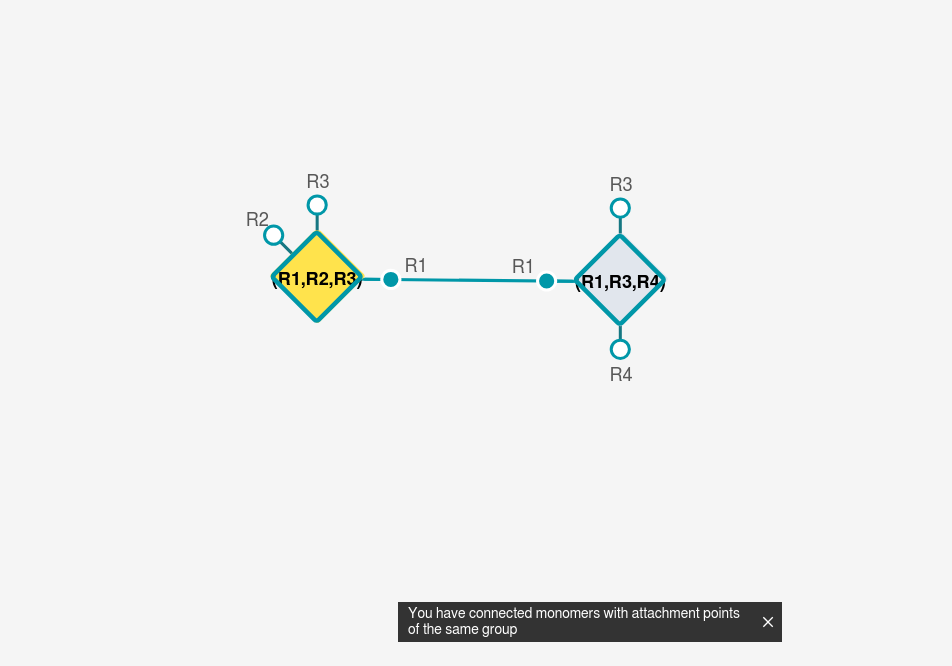 R3
R3
R2
R1
R1
(R1,R2,R3)
(R1,R3,R4)
R4
You have connected monomers with attachment points
of the same group